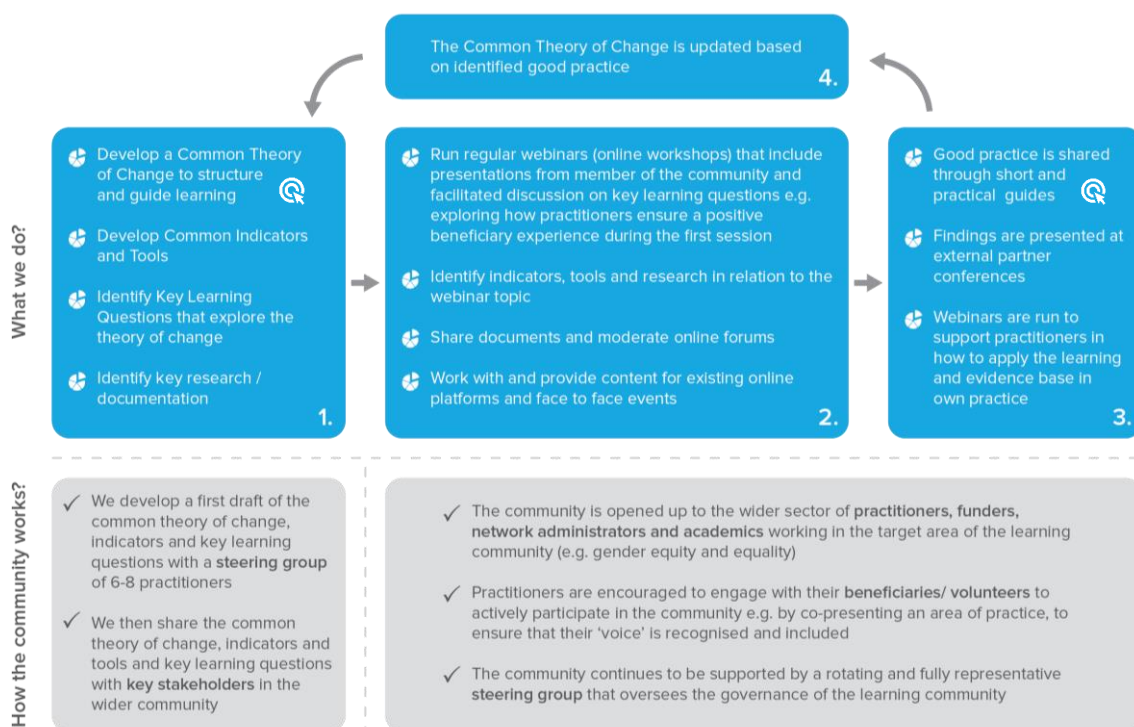 The Common Theory of Change is updated based
on identified good practice
4.
What we do?
Develop a Common Theory
of Change to structure
and guide learning
Develop Common Indicators
and Tools
Identify Key Learning
Questions that explore the
theory of change
Identify key research /
documentation
1.
Run regular webinars (online workshops) that include
presentations from member of the community and
facilitated discussion on key learning questions e.g.
exploring how practitioners ensure a positive
beneficiary experience during the first session
Identify indicators, tools and research in relation to the
webinar topic
Share documents and moderate online forums
Work with and provide content for existing online
platforms and face to face events
2.
Good practice is shared
through short and
practical guides
Findings are presented at
external partner
conferences
Webinars are run to
support practitioners in
how to apply the learning
and evidence base in
own practice
3.
How the community works?
We develop a first draft of the
common theory of change,
indicators and key learning
questions with a steering group
of 6-8 practitioners
We then share the common
theory of change, indicators and
tools and key learning questions
with key stakeholders in the
wider community
The community is opened up to the wider sector of practitioners, funders,
network administrators and academics working in the target area of the learning
community (e.g. gender equity and equality)
Practitioners are encouraged to engage with their beneficiaries/ volunteers to
actively participate in the community e.g. by co-presenting an area of practice, to
ensure that their ‘voice’ is recognised and included
The community continues to be supported by a rotating and fully representative
steering group that oversees the governance of the learning community